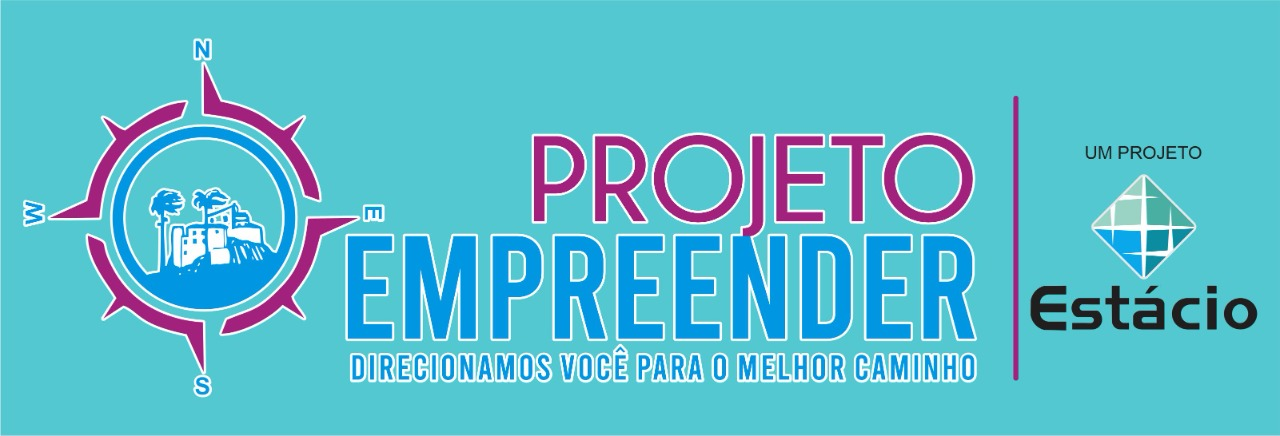 N
W
E
S
PROJETO
EMPREENDER
DIRECIONAMOS VOCÊ PARA O MELHOR CAMINHO
UM PROJETO
Estácio